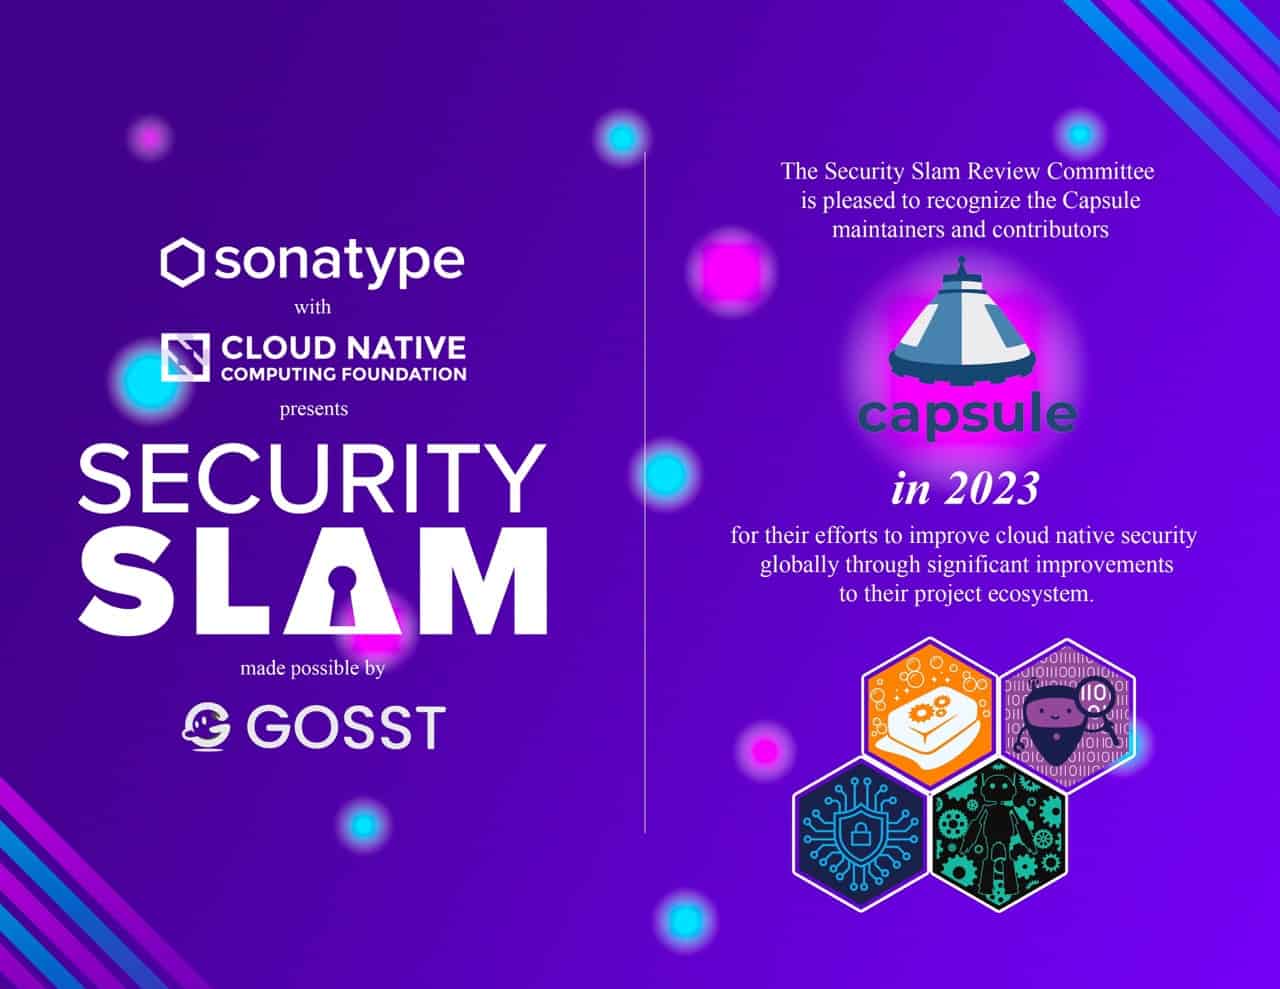 sonatype
with
CLOUD NATIVE
COMPUTING FOUNDATION
presents
SECURITY
SLAM
made possible by
GOSST
The Security Slam Review Committee
is pleased to recognize the Capsule
maintainers and contributors
capsule
in 2023
for their efforts to improve cloud native security
globally through significant improvements
to their project ecosystem.